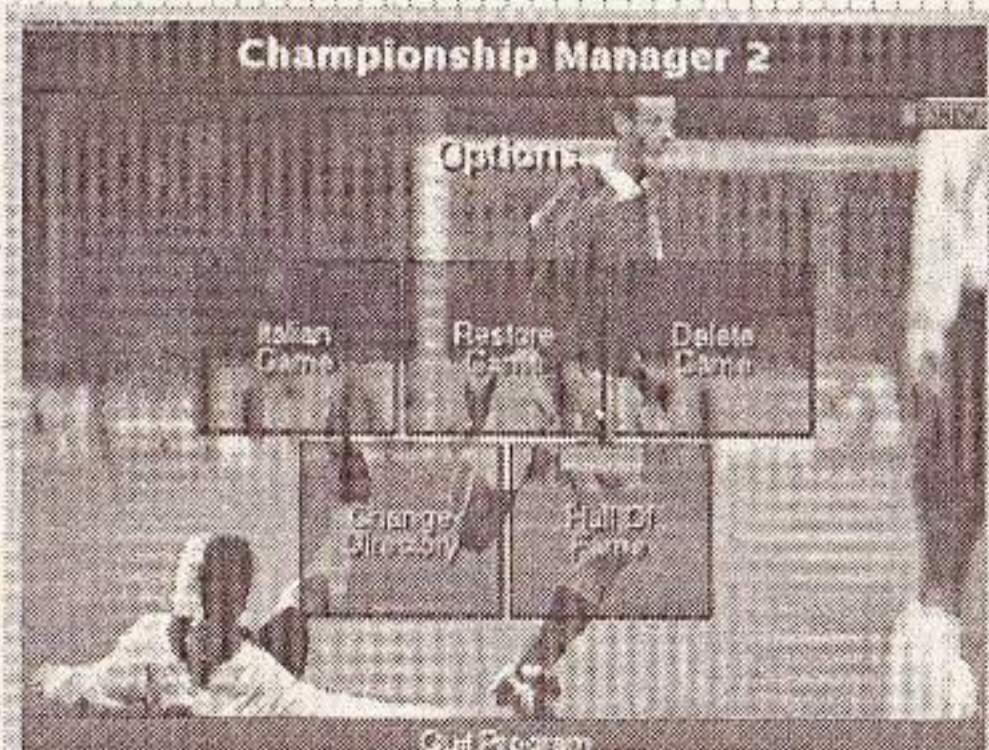 Championship Manager 2
Options
Italian
Game
Restore
Game
Delete
Game
Change
Directory
Hall Of
Fame
Quit Program